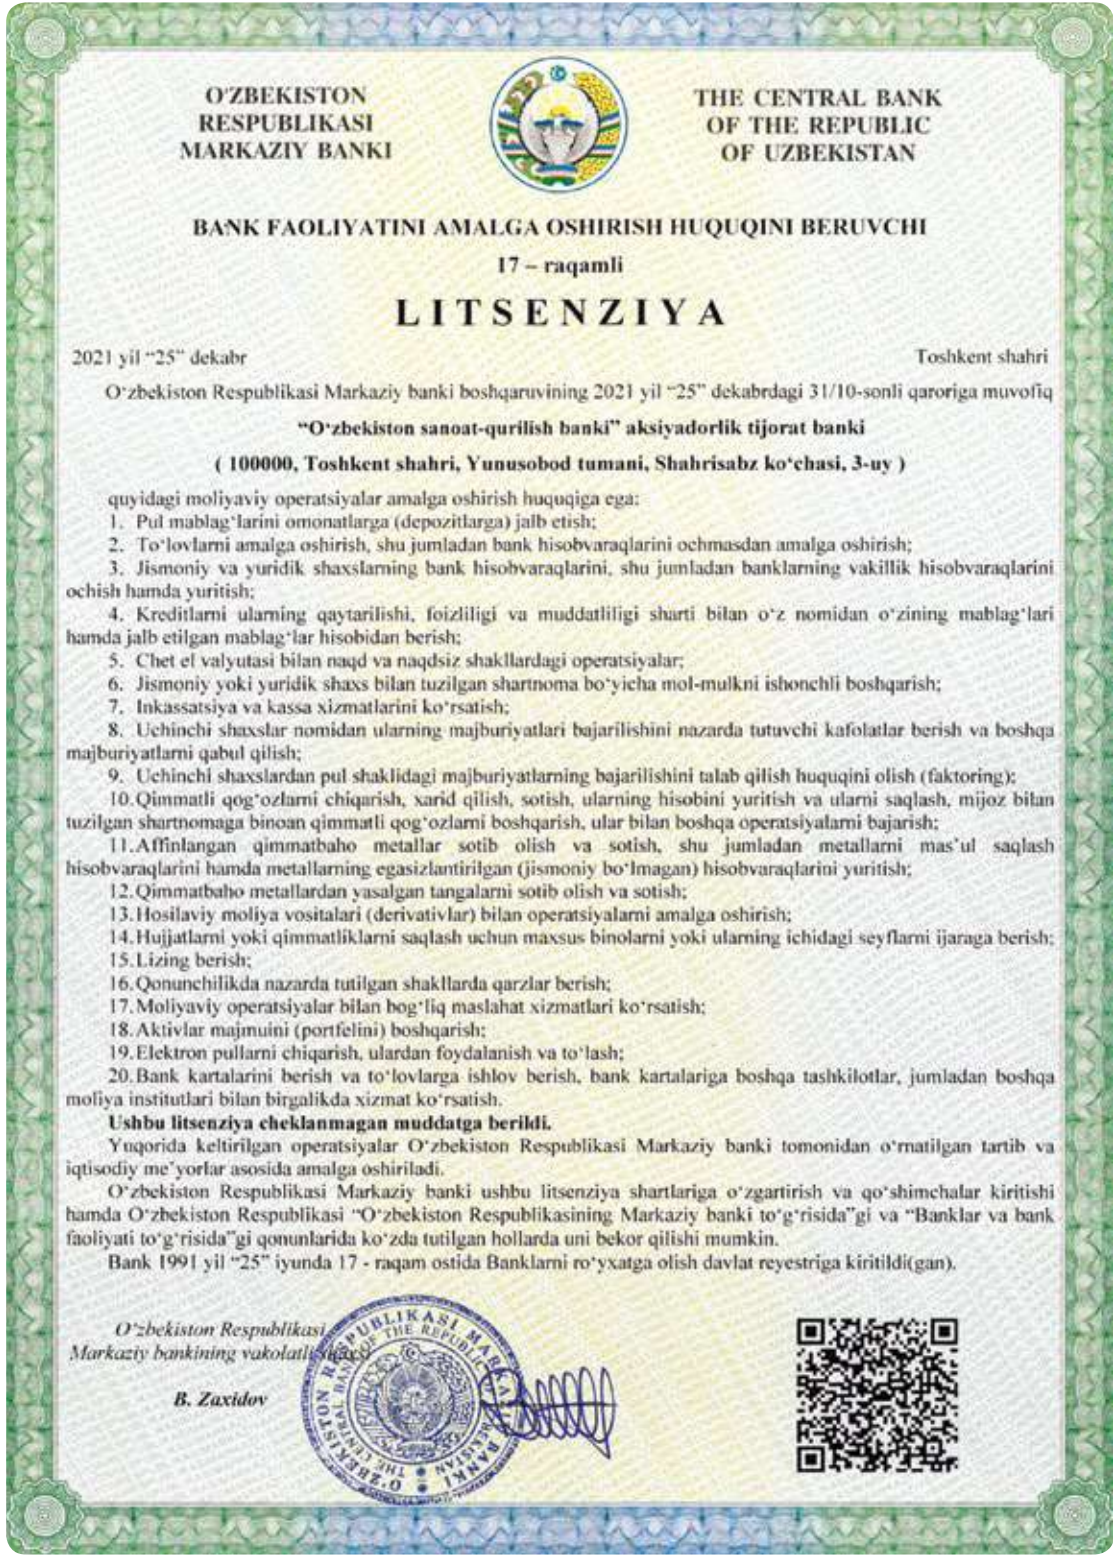 O'ZBEKISTON
RESPUBLIKASI
MARKAZIY BANKI
THE CENTRAL BANK
OF THE REPUBLIC
OF UZBEKISTAN
BANK FAOLIYATINI AMALGA OSHIRISH HUQUQINI BERUVCHI
17 – raqamli
LITSENZIYA
2021 yil “25” dekabr
Toshkent shahri
O‘zbekiston Respublikasi Markaziy banki boshqaruvining 2021 yil “25” dekabrdagi 31/10-sonli qaroriga muvofiq
“O‘zbekiston sanoat-qurilish banki” aksiyadorlik tijorat banki
( 100000, Toshkent shahri, Yunusobod tumani, Shahrisabz ko‘chasi, 3-uy )
quyidagi moliyaviy operatsiyalar amalga oshirish huquqiga ega:
1. Pul mablag‘larini omonatlarga (depozitlarga) jalb etish;
2. To‘lovlarni amalga oshirish, shu jumladan bank hisobvaraqlarini ochmasdan amalga oshirish;
3. Jismoniy va yuridik shaxslarning bank hisobvaraqlarini, shu jumladan banklarning vakillik hisobvaraqlarini
ochish hamda yuritish;
4. Kreditlarni ularning qaytarilishi, foizliligi va muddatliligi sharti bilan o‘z nomidan o‘zining mablag‘lari
hamda jalb etilgan mablag‘lar hisobidan berish;
5. Chet el valyutasi bilan naqd va naqdsiz shakllardagi operatsiyalar;
6. Jismoniy yoki yuridik shaxs bilan tuzilgan shartnoma bo‘yicha mol-mulkni ishonchli boshqarish;
7. Inkassatsiya va kassa xizmatlarini ko‘rsatish;
8. Uchinchi shaxslar nomidan ularning majburiyatlari bajarilishini nazarda tutuvchi kafolatlar berish va boshqa
majburiyatlarni qabul qilish;
9. Uchinchi shaxslardan pul shaklidagi majburiyatlarning bajarilishini talab qilish huquqini olish (faktoring);
10.Qimmatli qog‘ozlarni chiqarish, xarid qilish, sotish, ularning hisobini yuritish va ularni saqlash, mijoz bilan
tuzilgan shartnomaga binoan qimmatli qog‘ozlarni boshqarish, ular bilan boshqa operatsiyalarni bajarish;
11.Affinlangan qimmatbaho metallar sotib olish va sotish, shu jumladan metallarni mas’ul saqlash
hisobvaraqlarini hamda metallarning egasizlantirilgan (jismoniy bo‘lmagan) hisobvaraqlarini yuritish;
12.Qimmatbaho metallardan yasalgan tangalarni sotib olish va sotish;
13.Hosilaviy moliya vositalari (derivativlar) bilan operatsiyalarni amalga oshirish;
14.Hujjatlarni yoki qimmatliklarni saqlash uchun maxsus binolarni yoki ularning ichidagi seyflarni ijaraga berish;
15.Lizing berish;
16.Qonunchilikda nazarda tutilgan shakllarda qarzlar berish;
17.Moliyaviy operatsiyalar bilan bog‘liq maslahat xizmatlari ko‘rsatish;
18.Aktivlar majmuini (portfelini) boshqarish;
19.Elektron pullarni chiqarish, ulardan foydalanish va to‘lash;
20.Bank kartalarini berish va to‘lovlarga ishlov berish, bank kartalariga boshqa tashkilotlar, jumladan boshqa
moliya institutlari bilan birgalikda xizmat ko‘rsatish.
Ushbu litsenziya cheklanmagan muddatga berildi.
Yuqorida keltirilgan operatsiyalar O‘zbekiston Respublikasi Markaziy banki tomonidan o‘rnatilgan tartib va
iqtisodiy me’yorlar asosida amalga oshiriladi.
O‘zbekiston Respublikasi Markaziy banki ushbu litsenziya shartlariga o‘zgartirish va qo‘shimchalar kiritishi
hamda O‘zbekiston Respublikasi “O‘zbekiston Respublikasining Markaziy banki to‘g‘risida”gi va “Banklar va bank
faoliyati to‘g‘risida”gi qonunlarida ko‘zda tutilgan hollarda uni bekor qilishi mumkin.
Bank 1991 yil “25” iyunda 17 - raqam ostida Banklarni ro‘yxatga olish davlat reyestriga kiritildi(gan).
O‘zbekiston Respublikasi
Markaziy bankining vakolatli
B. Zaxidov
O‘ZBEKISTON RESPUBLIKASI MARKAZIY BANKI
THE CENTRAL BANK OF THE REPUBLIC OF UZBEKISTAN